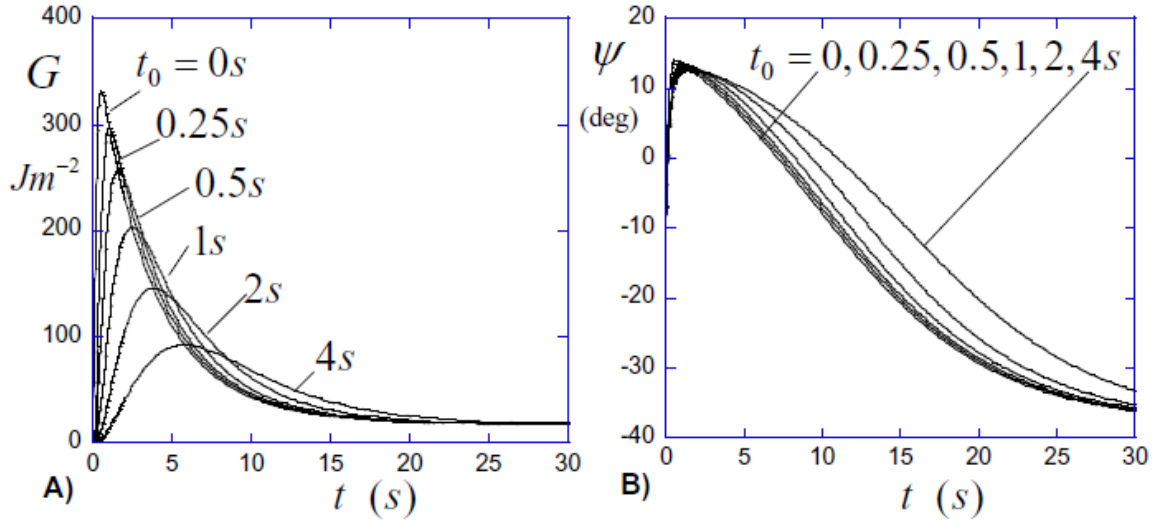 400
G
t₀ = 0s
0.25s
300
Jm⁻²
0.5s
200
1s
2s
100
4s
0
0 5 10 15 20 25 30
A)
t (s)
20
ψ
t₀ = 0, 0.25, 0.5, 1, 2, 4s
10
(deg)
0
-10
-20
-30
-40
0 5 10 15 20 25 30
B)
t (s)